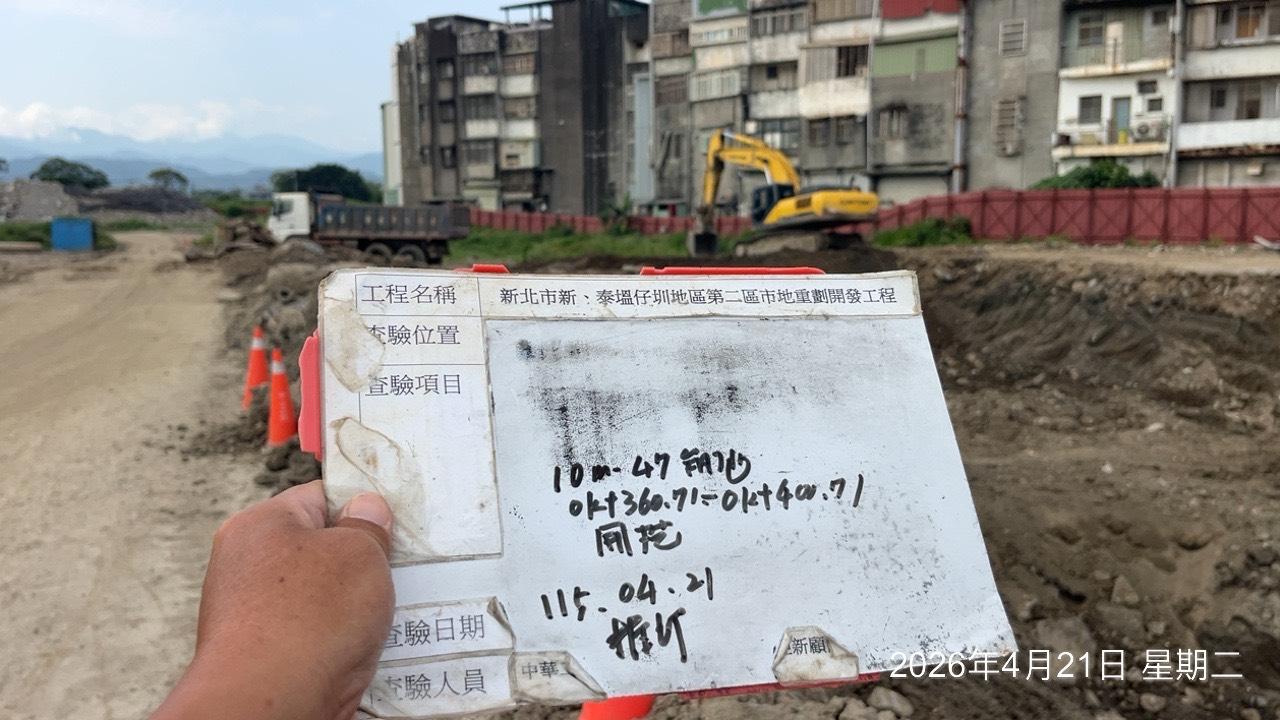 工程名稱
新北市新、泰塭仔圳地區第二區市地重劃開發工程
查驗位置
查驗項目
10m-47
0k+360.71-0k+400.71
開挖
115.04.21
查驗日期
查驗人員
中華工
新顧
2026年4月21日 星期二